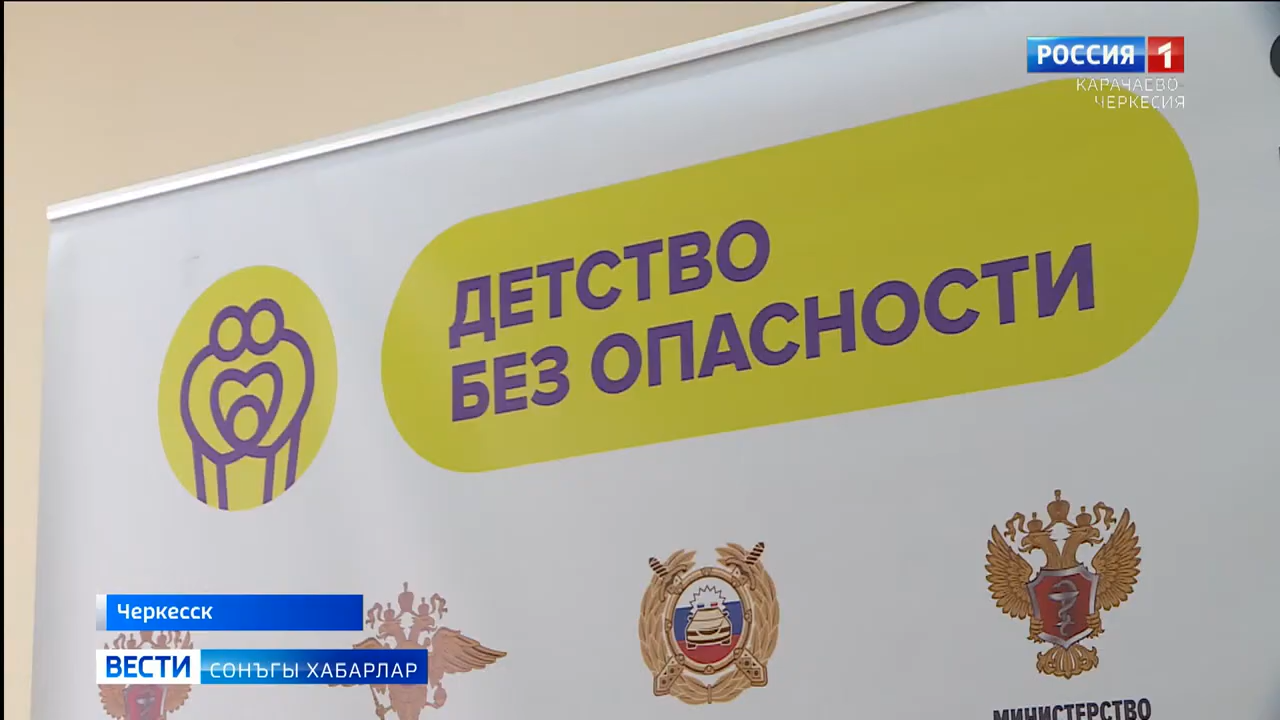 РОССИЯ 1
КАРАЧАЕВО-
ЧЕРКЕСИЯ
ДЕТСТВО
БЕЗ ОПАСНОСТИ
МИНИСТЕРСТВО
Черкесск
ВЕСТИ СОНЪГЫ ХАБАРЛАР